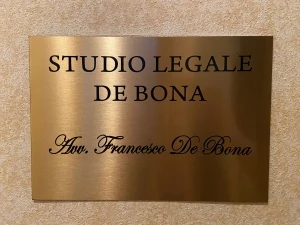 STUDIO LEGALE
DE BONA
Avv. Francesco De Bona